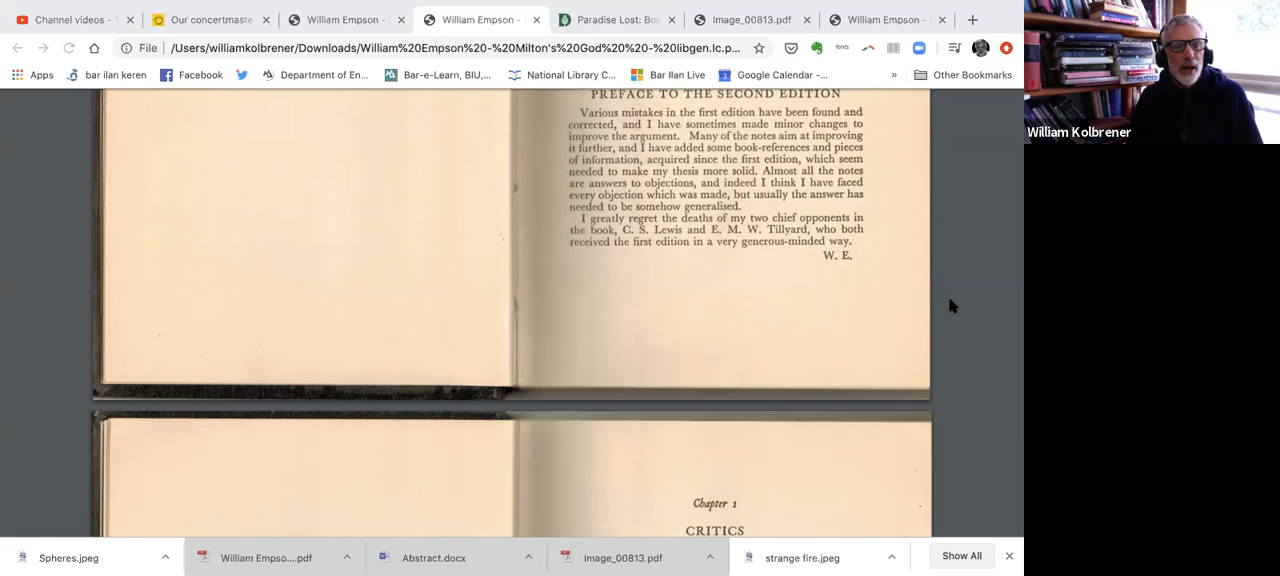 Channel videos - Y
Our concertmaste
William Empson -
William Empson -
Paradise Lost: Boo
Image_00813.pdf
William Empson -
File
/Users/williamkolbrener/Downloads/William%20Empson%20-%20Milton's%20God%20%20-%20libgen.lc.p...
fonts
Apps
bar ilan keren
Facebook
Department of En...
Bar-e-Learn, BIU,...
National Library C...
Bar Ilan Live
Google Calendar -...
»
Other Bookmarks
William Kolbrener
PREFACE TO THE SECOND EDITION
Various mistakes in the first edition have been found and
corrected, and I have sometimes made minor changes to
improve the argument. Many of the notes aim at improving
it further, and I have added some book-references and pieces
of information, acquired since the first edition, which seem
needed to make my thesis more solid. Almost all the notes
are answers to objections, and indeed I think I have faced
every objection which was made, but usually the answer has
needed to be somehow generalised.
I greatly regret the deaths of my two chief opponents in
the book, C. S. Lewis and E. M. W. Tillyard, who both
received the first edition in a very generous-minded way.
W. E.
Chapter 1
CRITICS
Spheres.jpeg
William Empso....pdf
Abstract.docx
Image_00813.pdf
strange fire.jpeg
Show All